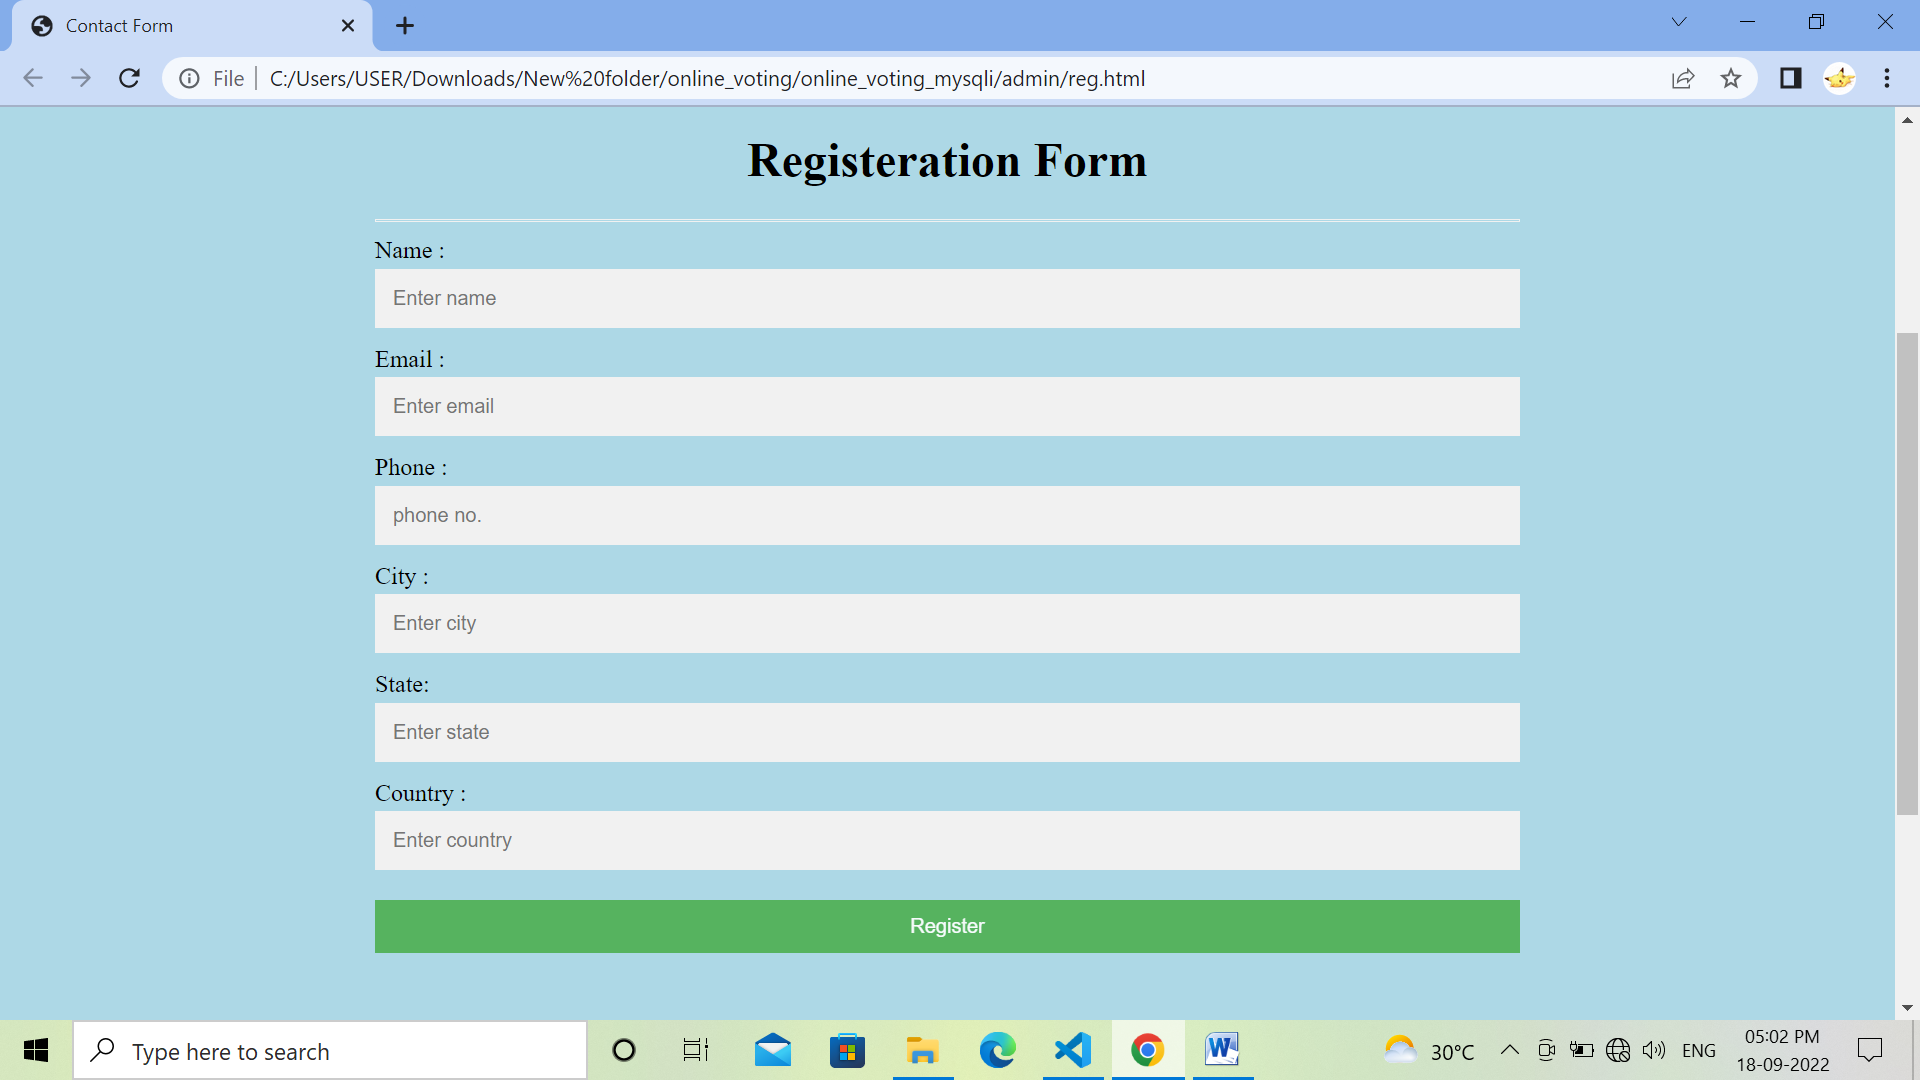 Contact Form
File
C:/Users/USER/Downloads/New%20folder/online_voting/online_voting_mysqli/admin/reg.html
Registeration Form
Name :
Enter name
Email :
Enter email
Phone :
phone no.
City :
Enter city
State:
Enter state
Country :
Enter country
Register
Type here to search
30°C
ENG
05:02 PM
18-09-2022